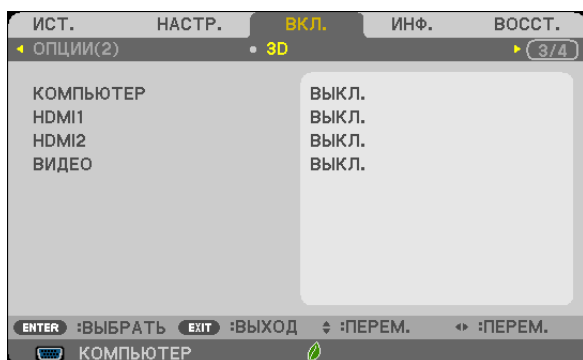 ИСТ. НАСТР. ВКЛ. ИНФ. ВОССТ.
ОПЦИИ(2) 3D 3/4
КОМПЬЮТЕР ВЫКЛ.
HDMI1 ВЫКЛ.
HDMI2 ВЫКЛ.
ВИДЕО ВЫКЛ.
ENTER :ВЫБРАТЬ EXIT :ВЫХОД :ПЕРЕМ. :ПЕРЕМ.
КОМПЬЮТЕР